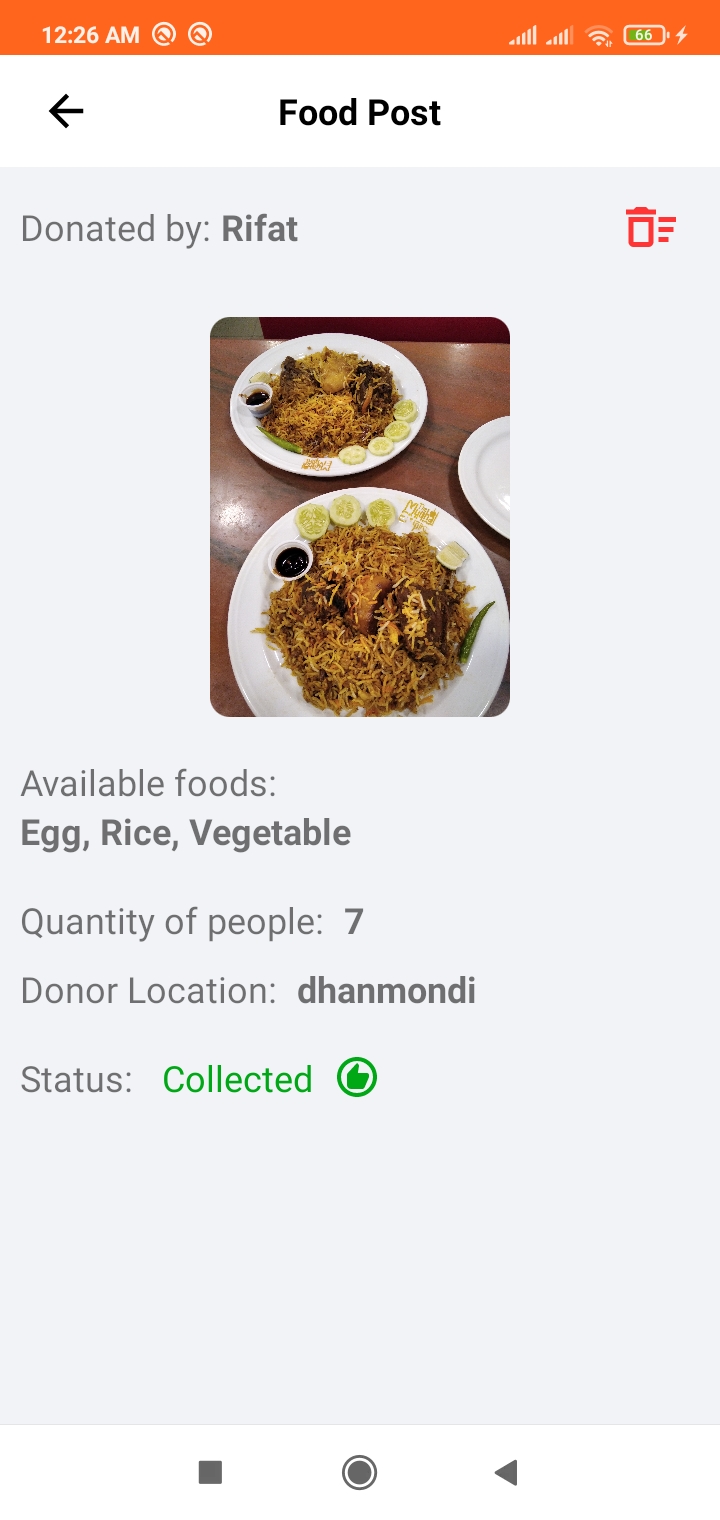 12:26 AM
66
Food Post
Donated by: Rifat
Available foods:
Egg, Rice, Vegetable
Quantity of people: 7
Donor Location: dhanmondi
Status: Collected